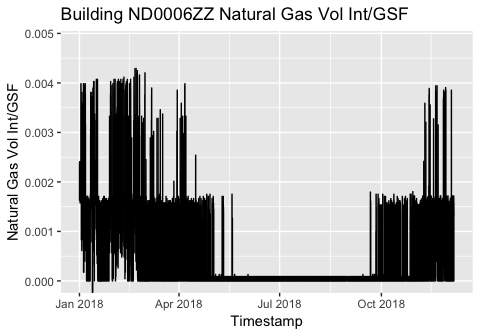 Building ND0006ZZ Natural Gas Vol Int/GSF
0.005
0.004
0.003
0.002
0.001
0.000
Natural Gas Vol Int/GSF
Jan 2018
Apr 2018
Jul 2018
Oct 2018
Timestamp